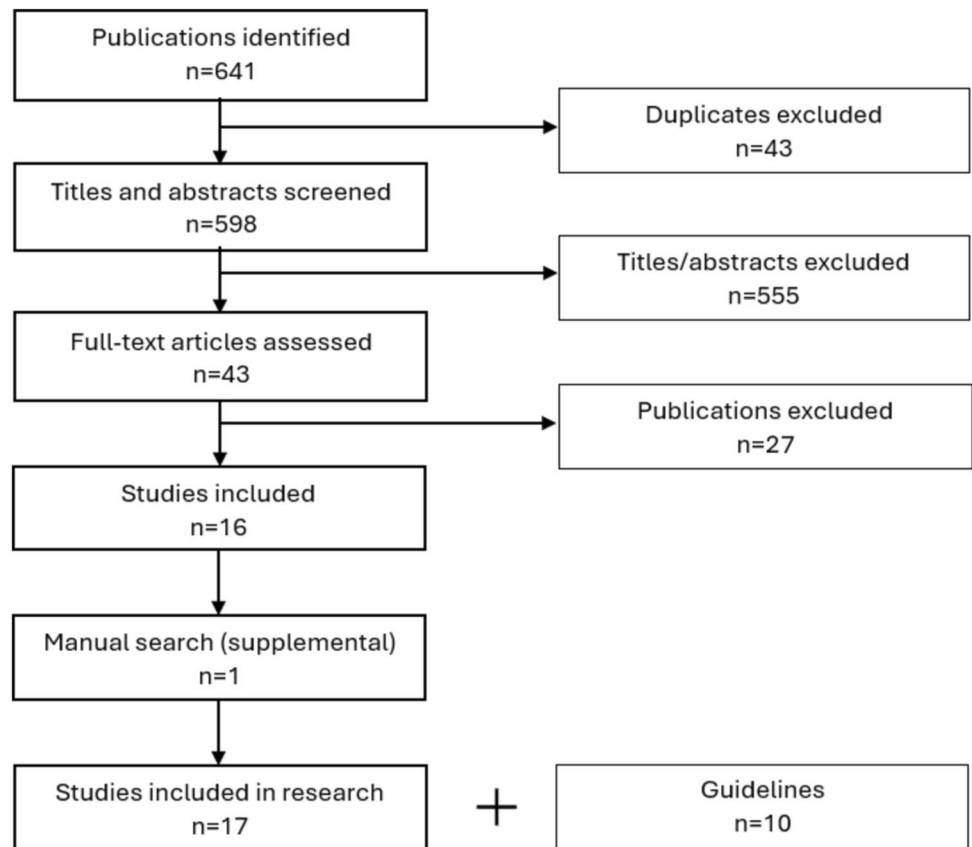 Publications identified
n=641
Duplicates excluded
n=43
Titles and abstracts screened
n=598
Titles/abstracts excluded
n=555
Full-text articles assessed
n=43
Publications excluded
n=27
Studies included
n=16
Manual search (supplemental)
n=1
Studies included in research
n=17
+
Guidelines
n=10